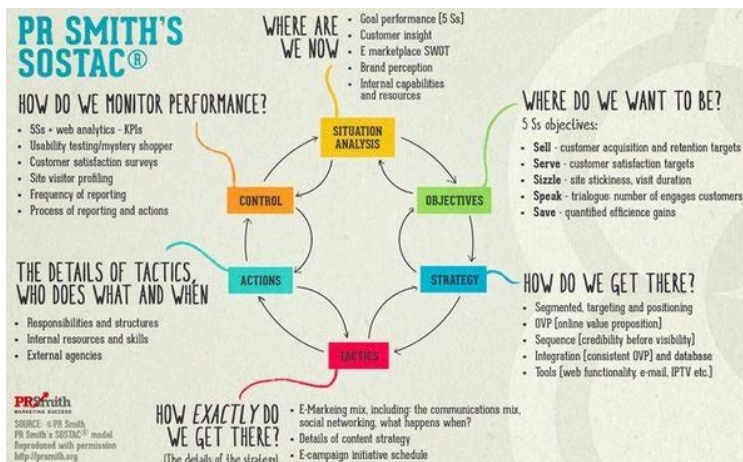 PR SMITH'S
SOSTAC®
WHERE ARE
WE NOW
• Goal performance [5 Ss]
• Customer insight
• E marketplace SWOT
• Brand perception
• Internal capabilities
and resources
HOW DO WE MONITOR PERFORMANCE?
• 5Ss + web analytics - KPIs
• Usability testing/mystery shopper
• Customer satisfaction surveys
• Site visitor profiling
• Frequency of reporting
• Process of reporting and actions
WHERE DO WE WANT TO BE?
5 Ss objectives:
• Sell - customer acquisition and retention targets
• Serve - customer satisfaction targets
• Sizzle - site stickiness, visit duration
• Speak - trialogue: number of engages customers
• Save - quantified efficience gains
SITUATION
ANALYSIS
CONTROL
OBJECTIVES
ACTIONS
STRATEGY
TACTICS
THE DETAILS OF TACTICS,
WHO DOES WHAT AND WHEN
• Responsibilities and structures
• Internal resources and skills
• External agencies
HOW DO WE GET THERE?
• Segmented, targeting and positioning
• OVP [online value proposition]
• Sequence [credibility before visibility]
• Integration [consistent OVP] and database
• Tools [web functionality, e-mail, IPTV etc.]
HOW EXACTLY DO
WE GET THERE?
(The details of the strategy)
• E-Markeing mix, including: the communications mix,
social networking, what happens when?
• Details of content strategy
• E-campaign initiative schedule
PRSmith
MARKETING SUCCESS
SOURCE: ©PR Smith
PR Smith's SOSTAC® model
Reproduced with permission
http://prsmith.org